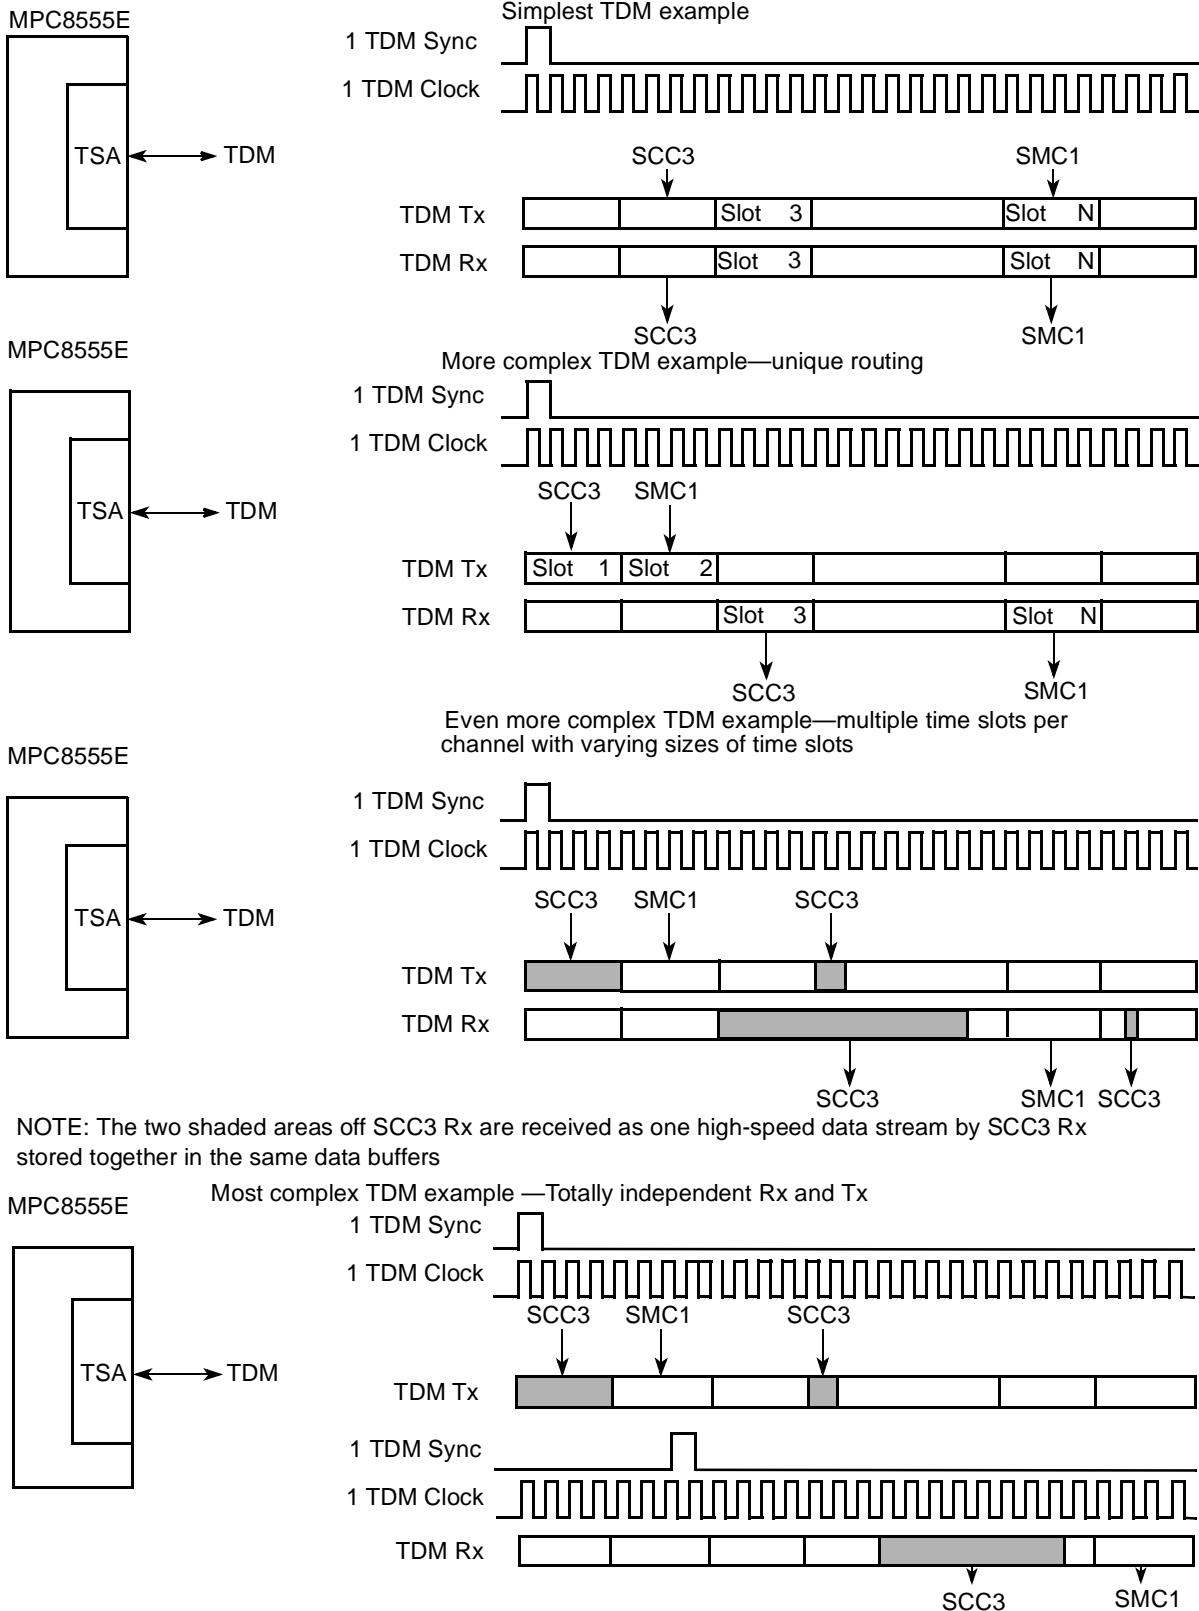 MPC8555E
Simplest TDM example
1 TDM Sync
1 TDM Clock
TSA
TDM
SCC3
SMC1
TDM Tx
Slot 3
Slot N
TDM Rx
Slot 3
Slot N
SCC3
SMC1
MPC8555E
More complex TDM example—unique routing
1 TDM Sync
1 TDM Clock
SCC3
SMC1
TSA
TDM
TDM Tx
Slot 1
Slot 2
TDM Rx
Slot 3
Slot N
SCC3
SMC1
Even more complex TDM example—multiple time slots per
channel with varying sizes of time slots
MPC8555E
1 TDM Sync
1 TDM Clock
SCC3
SMC1
SCC3
TSA
TDM
TDM Tx
TDM Rx
SCC3
SMC1
SCC3
NOTE: The two shaded areas off SCC3 Rx are received as one high-speed data stream by SCC3 Rx
stored together in the same data buffers
MPC8555E
Most complex TDM example —Totally independent Rx and Tx
1 TDM Sync
1 TDM Clock
SCC3
SMC1
SCC3
TSA
TDM
TDM Tx
1 TDM Sync
1 TDM Clock
TDM Rx
SCC3
SMC1